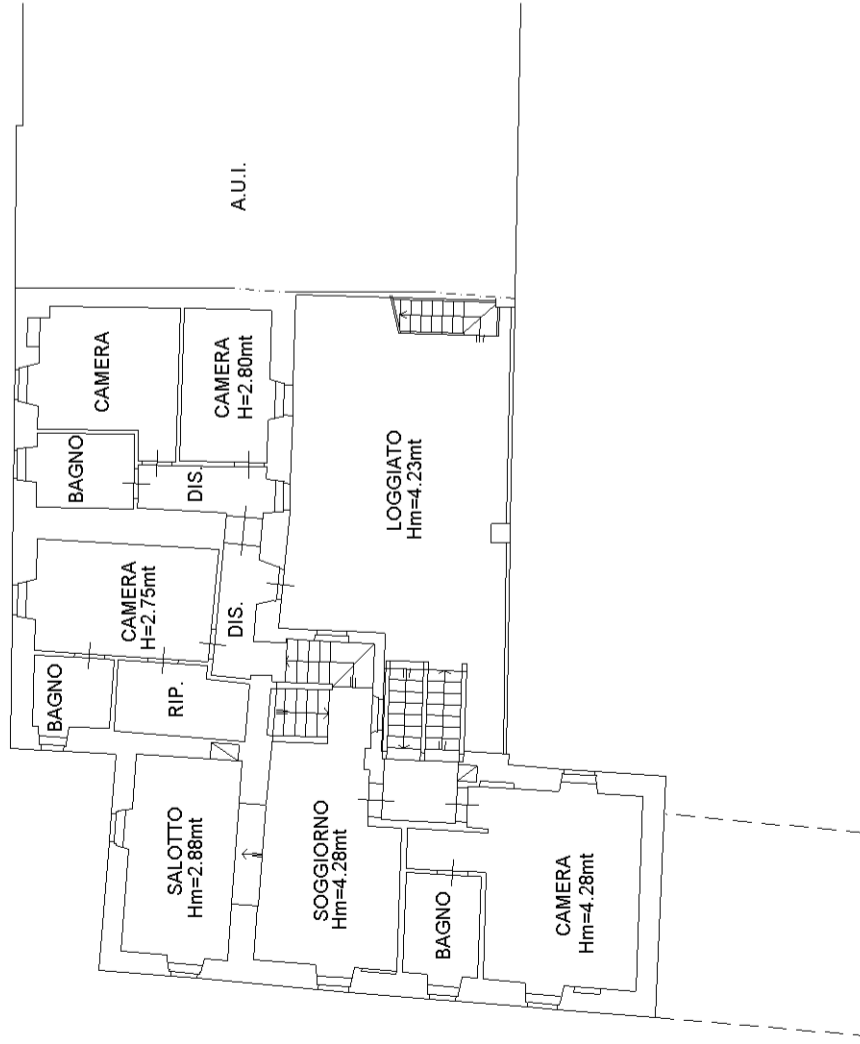 A.U.I.
CAMERA
CAMERA
H=2.80mt
BAGNO
DIS.
LOGGIATO
Hm=4.23mt
CAMERA
H=2.75mt
DIS.
BAGNO
RIP.
SALOTTO
Hm=2.88mt
SOGGIORNO
Hm=4.28mt
BAGNO
CAMERA
Hm=4.28mt